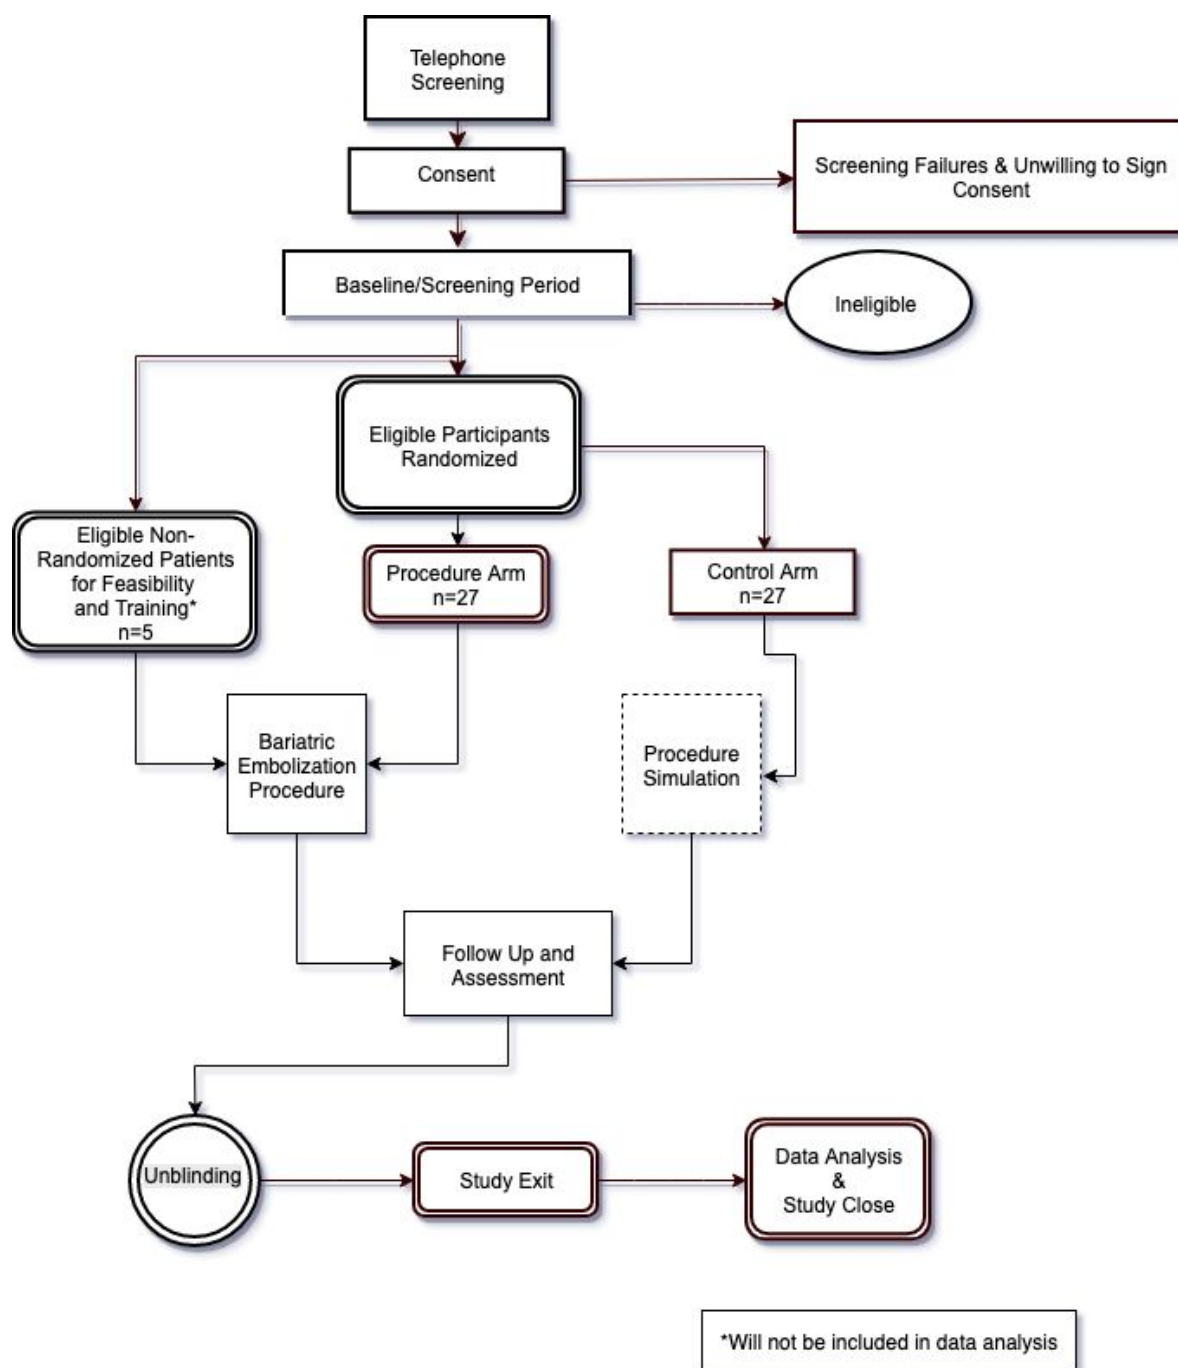 Telephone
Screening
Consent
Screening Failures & Unwilling to Sign
Consent
Baseline/Screening Period
Ineligible
Eligible Participants
Randomized
Eligible Non-
Randomized Patients
for Feasibility
and Training*
n=5
Procedure Arm
n=27
Control Arm
n=27
Bariatric
Embolization
Procedure
Procedure
Simulation
Follow Up and
Assessment
Unblinding
Study Exit
Data Analysis
&
Study Close
*Will not be included in data analysis